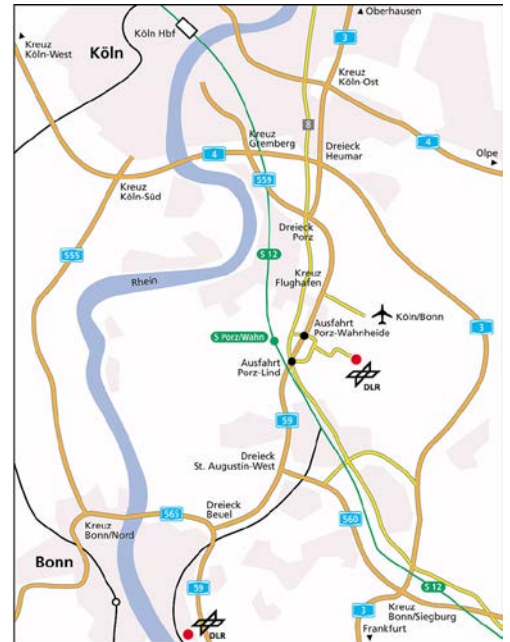 Oberhausen
Köln Hbf
Kreuz
Köln-West
Köln
3
Kreuz
Köln-Ost
8
Kreuz
Gremberg
4
Dreieck
Heumar
4
Olpe
559
Kreuz
Köln-Süd
Dreieck
Porz
555
S 12
Kreuz
Flughafen
Rhein
Köln/Bonn
3
S Porz/Wahn
Ausfahrt
Porz-Wahnheide
Ausfahrt
Porz-Lind
DLR
59
Dreieck
St. Augustin-West
Dreieck
Beuel
565
560
Kreuz
Bonn/Nord
Bonn
59
S 12
DLR
3
Kreuz
Bonn/Siegburg
Frankfurt